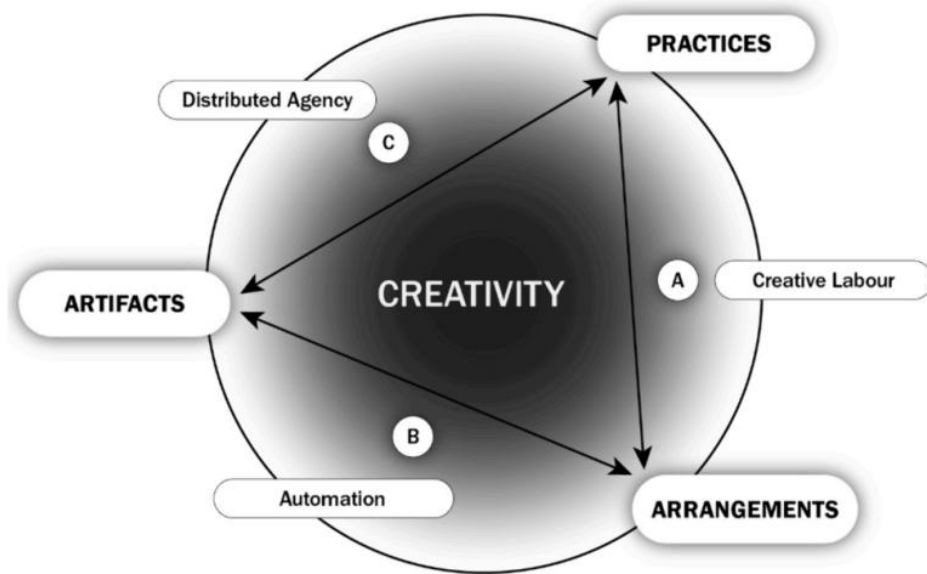 PRACTICES
Distributed Agency
C
A
Creative Labour
CREATIVITY
ARTIFACTS
B
Automation
ARRANGEMENTS